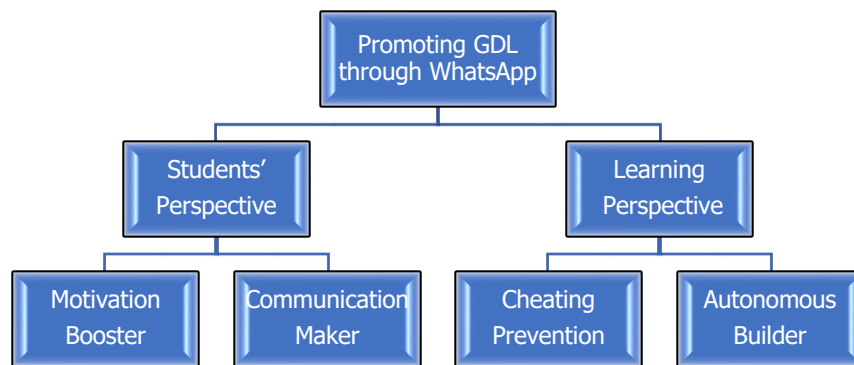 Promoting GDL
through WhatsApp
Students’
Perspective
Learning
Perspective
Motivation
Booster
Communication
Maker
Cheating
Prevention
Autonomous
Builder